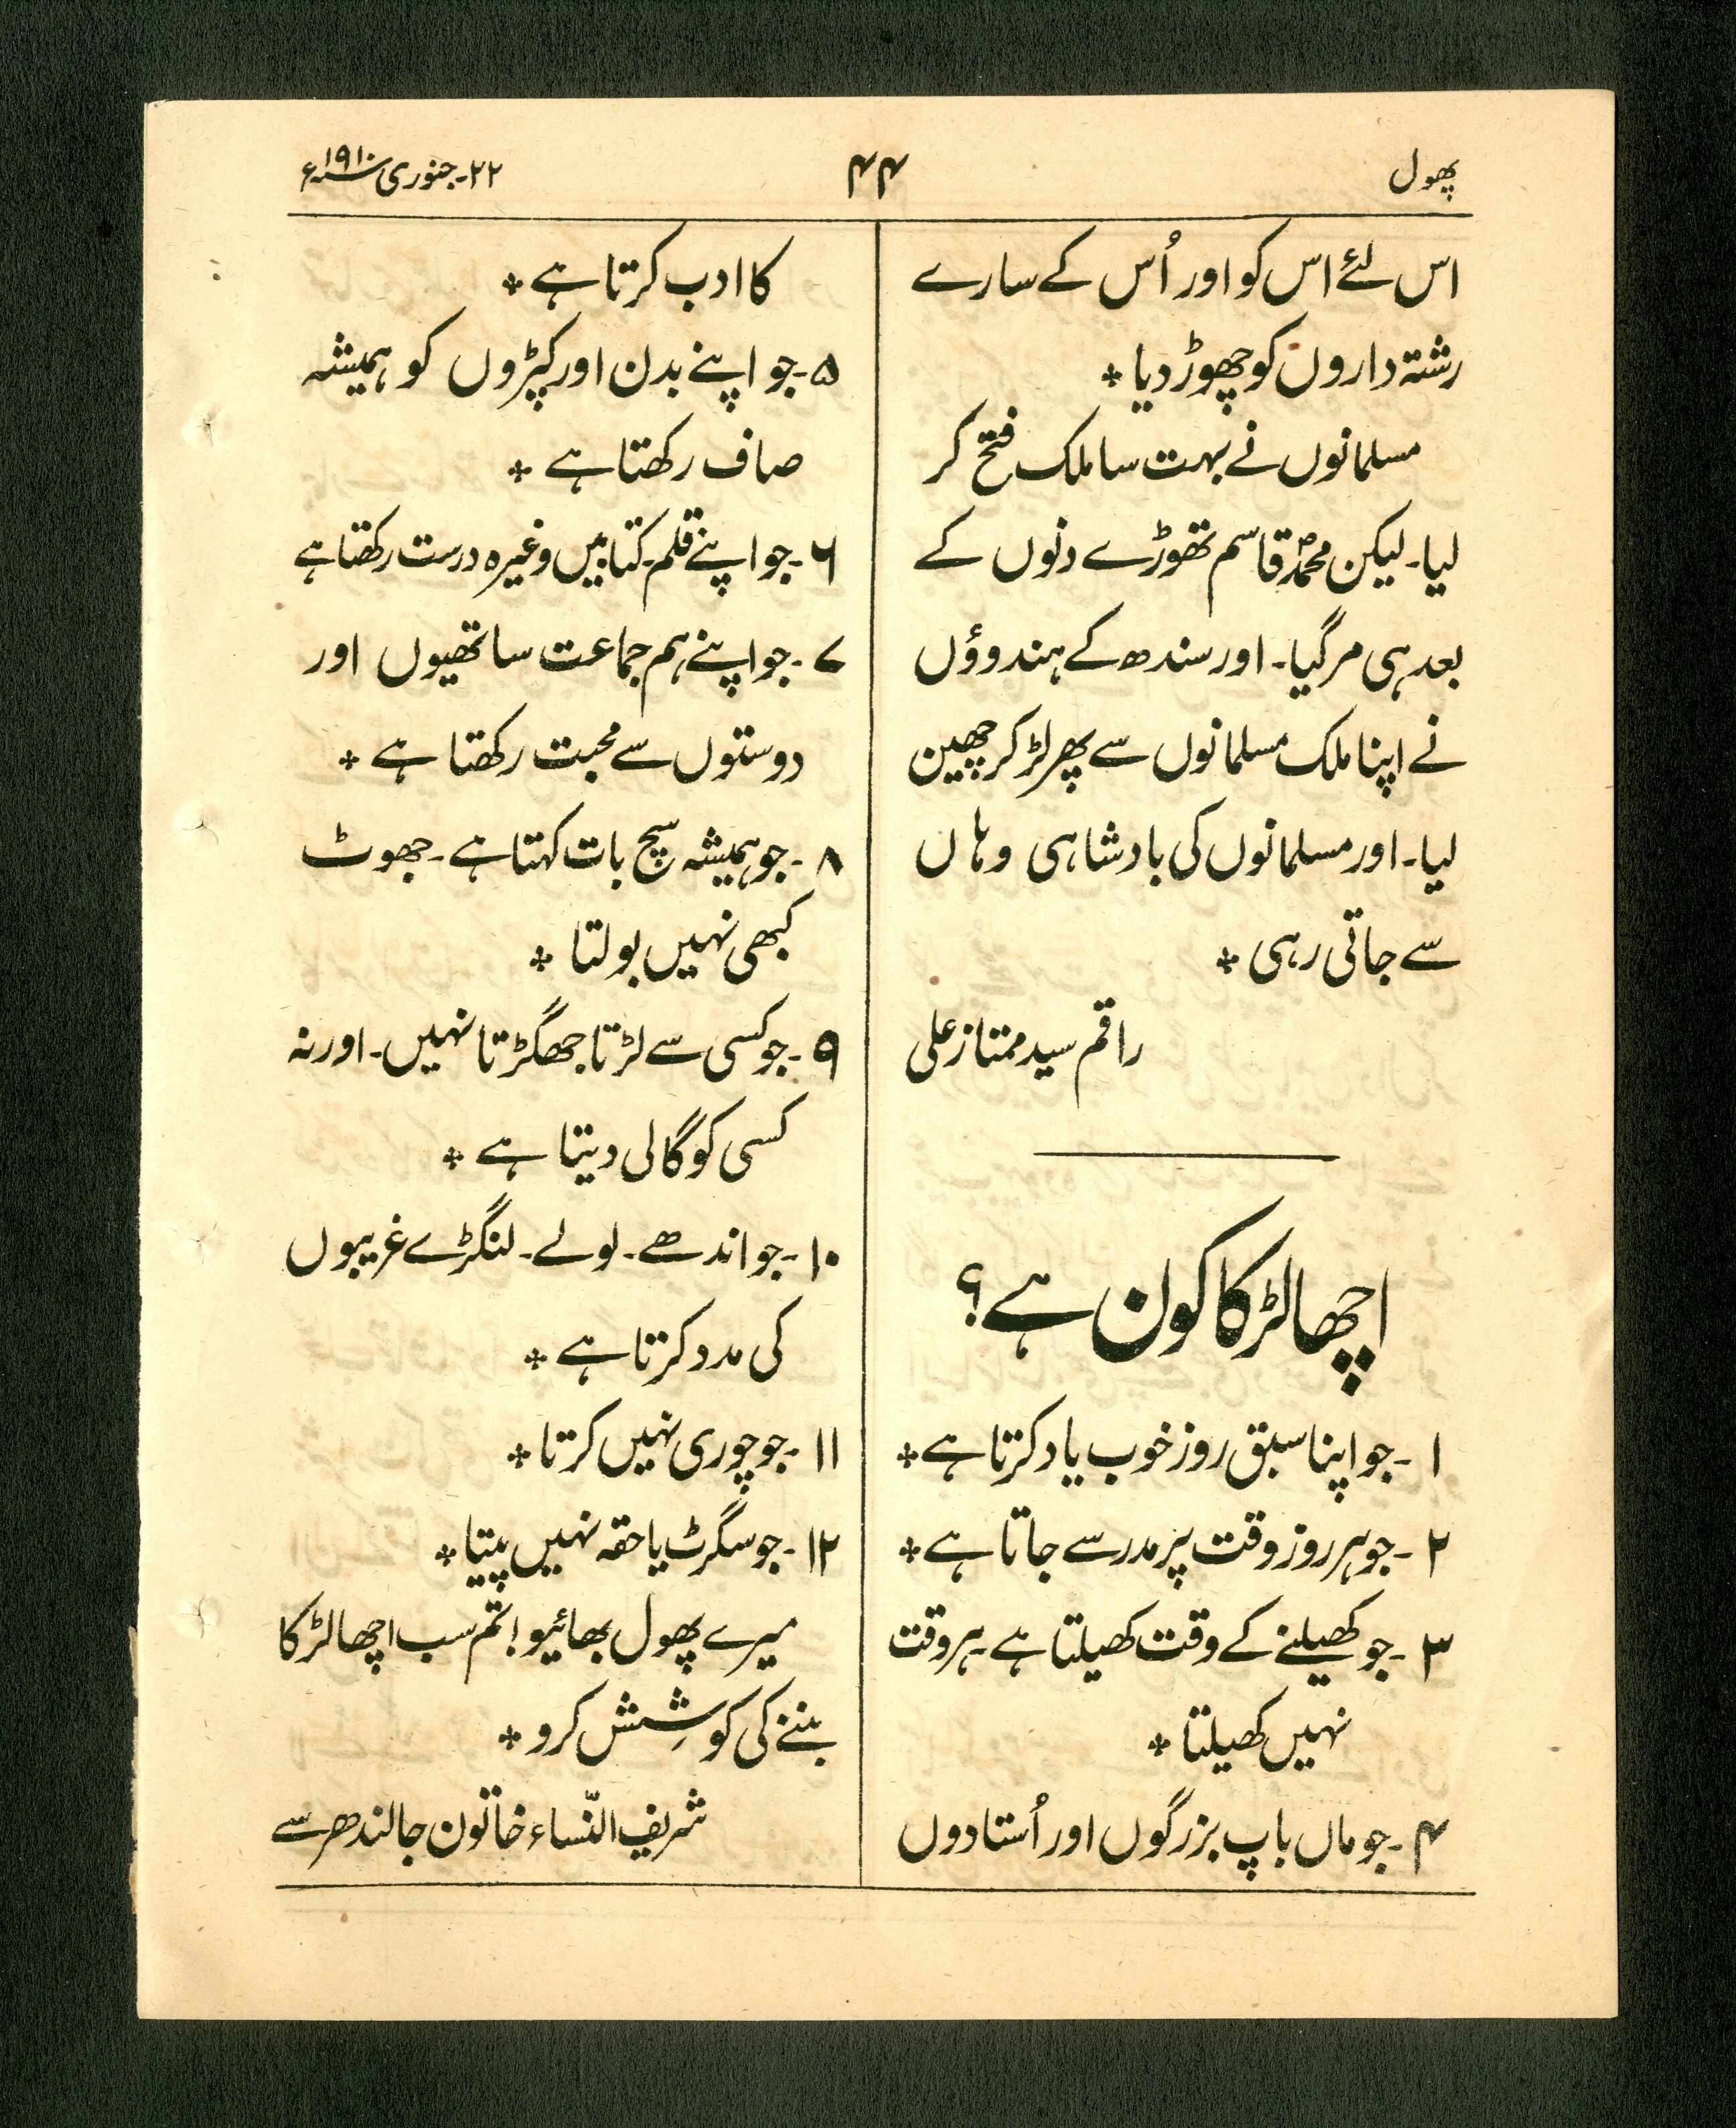 پھول
۴۴
۲۲-جنوری سنہ ۱۹۱۰ء
اس لئے اس کو اور اُس کے سارے
رشتہ داروں کو چھوڑ دیا *
مسلمانوں نے بہت سا ملک فتح کر
لیا۔ لیکن محمدؐ قاسم تھوڑے دنوں کے
بعد ہی مر گیا۔ اور سندھ کے ہندوؤں
نے اپنا ملک مسلمانوں سے پھر لڑ کر چھین
لیا۔ اور مسلمانوں کی بادشاہی وہاں
سے جاتی رہی *
راقم سید ممتاز علی
اچھا لڑکا کون ہے؟
۱ - جو اپنا سبق روز خوب یاد کرتا ہے *
۲ - جو ہر روز وقت پر مدرسے جاتا ہے *
۳ - جو کھیلنے کے وقت کھیلتا ہے۔ ہر وقت
نہیں کھیلتا *
۴ - جو ماں باپ بزرگوں اور اُستادوں
کا ادب کرتا ہے *
۵ - جو اپنے بدن اور کپڑوں کو ہمیشہ
صاف رکھتا ہے *
۶ - جو اپنے قلم۔ کتابیں وغیرہ درست رکھتا ہے
۷ - جو اپنے ہم جماعت ساتھیوں اور
دوستوں سے محبت رکھتا ہے *
۸ - جو ہمیشہ سچ بات کہتا ہے۔ جھوٹ
کبھی نہیں بولتا *
۹ - جو کسی سے لڑتا جھگڑتا نہیں۔ اور نہ
کسی کو گالی دیتا ہے *
۱۰ - جو اندھے۔ لولے۔ لنگڑے غریبوں
کی مدد کرتا ہے *
۱۱ - جو چوری نہیں کرتا *
۱۲ - جو سگرٹ یا حقہ نہیں پیتا *
میرے پھول بھائیو! تم سب اچھا لڑکا
بننے کی کوشِش کرو *
شریف النّساء خاتون جالندھر سے